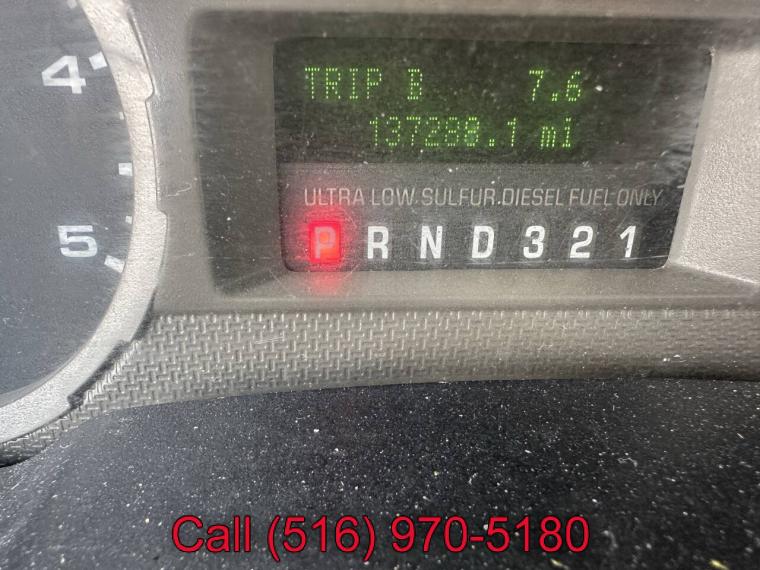 4
TRIP B 7.6
137288.1 mi
ULTRA LOW SULFUR DIESEL FUEL ONLY
P R N D 3 2 1
5
Call (516) 970-5180